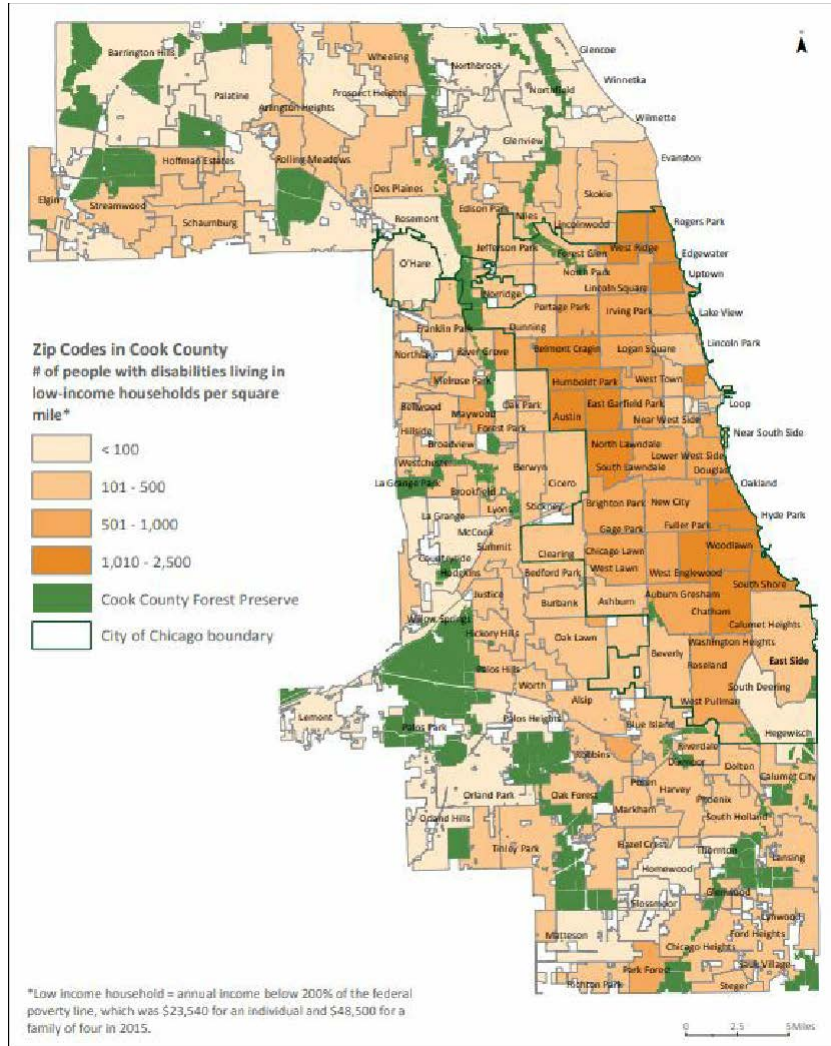 Glencoe
Barrington Hills
Wheeling
Northbrook
Winnetka
Palatine
Prospect Heights
Northfield
Arlington Heights
Wilmette
Glenview
Hoffman Estates
Rolling Meadows
Evanston
Elgin
Streamwood
Des Plaines
Skokie
Schaumburg
Rosemont
Edison Park
Niles
Lincolnwood
Rogers Park
O'Hare
Jefferson Park
Forest Glen
West Ridge
Edgewater
North Park
Uptown
Norridge
Lincoln Square
Portage Park
Irving Park
Lake View
Franklin Park
Dunning
Lincoln Park
Northlake
River Grove
Belmont Cragin
Logan Square
Melrose Park
Humboldt Park
West Town
Bellwood
Maywood
Oak Park
Austin
East Garfield Park
Loop
Hillside
Forest Park
Near West Side
Broadview
North Lawndale
Near South Side
Westchester
Berwyn
Lower West Side
La Grange Park
Cicero
South Lawndale
Douglas
Brookfield
Oakland
Lyons
Stickney
Brighton Park
New City
La Grange
Hyde Park
McCook
Gage Park
Fuller Park
Summit
Clearing
Chicago Lawn
Woodlawn
Countryside
Hodgkins
Bedford Park
West Lawn
West Englewood
South Shore
Justice
Burbank
Ashburn
Auburn Gresham
Chatham
Willow Springs
Calumet Heights
Hickory Hills
Oak Lawn
Washington Heights
Beverly
East Side
Palos Hills
Roseland
Worth
South Deering
Alsip
West Pullman
Lemont
Palos Heights
Blue Island
Palos Park
Hegewisch
Robbins
Riverdale
Dixmoor
Dolton
Calumet City
Posen
Harvey
Orland Park
Oak Forest
Phoenix
Markham
South Holland
Orland Hills
Hazel Crest
Thornton
Tinley Park
Lansing
Homewood
Glenwood
Flossmoor
Lynwood
Matteson
Ford Heights
Chicago Heights
Sauk Village
Park Forest
Richton Park
Steger
Zip Codes in Cook County
# of people with disabilities living in
low-income households per square
mile*
< 100
101 - 500
501 - 1,000
1,010 - 2,500
Cook County Forest Preserve
City of Chicago boundary
*Low income household = annual income below 200% of the federal
poverty line, which was $23,540 for an individual and $48,500 for a
family of four in 2015.
0 2.5 5 Miles